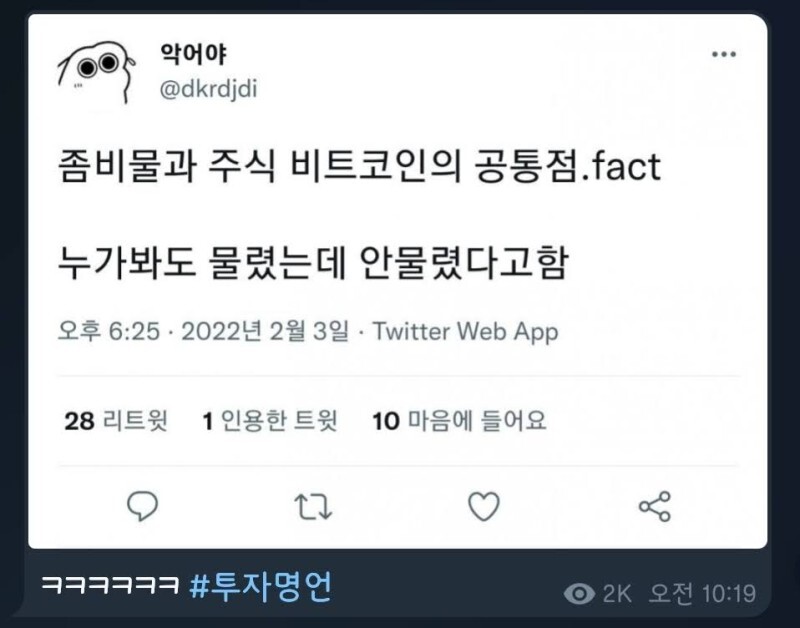 악어야
@dkrdjdi
좀비물과 주식 비트코인의 공통점.fact
누가봐도 물렸는데 안물렸다고함
오후 6:25 · 2022년 2월 3일 · Twitter Web App
28 리트윗 1 인용한 트윗 10 마음에 들어요
ㅋㅋㅋㅋㅋㅋ #투자명언
2K 오전 10:19